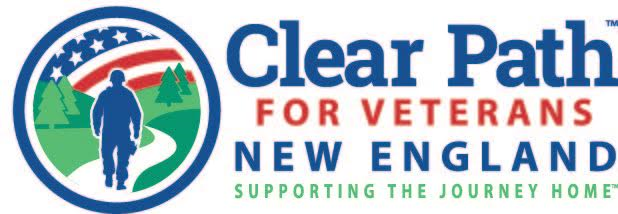 Clear Path™
FOR VETERANS
NEW ENGLAND
SUPPORTING THE JOURNEY HOME™